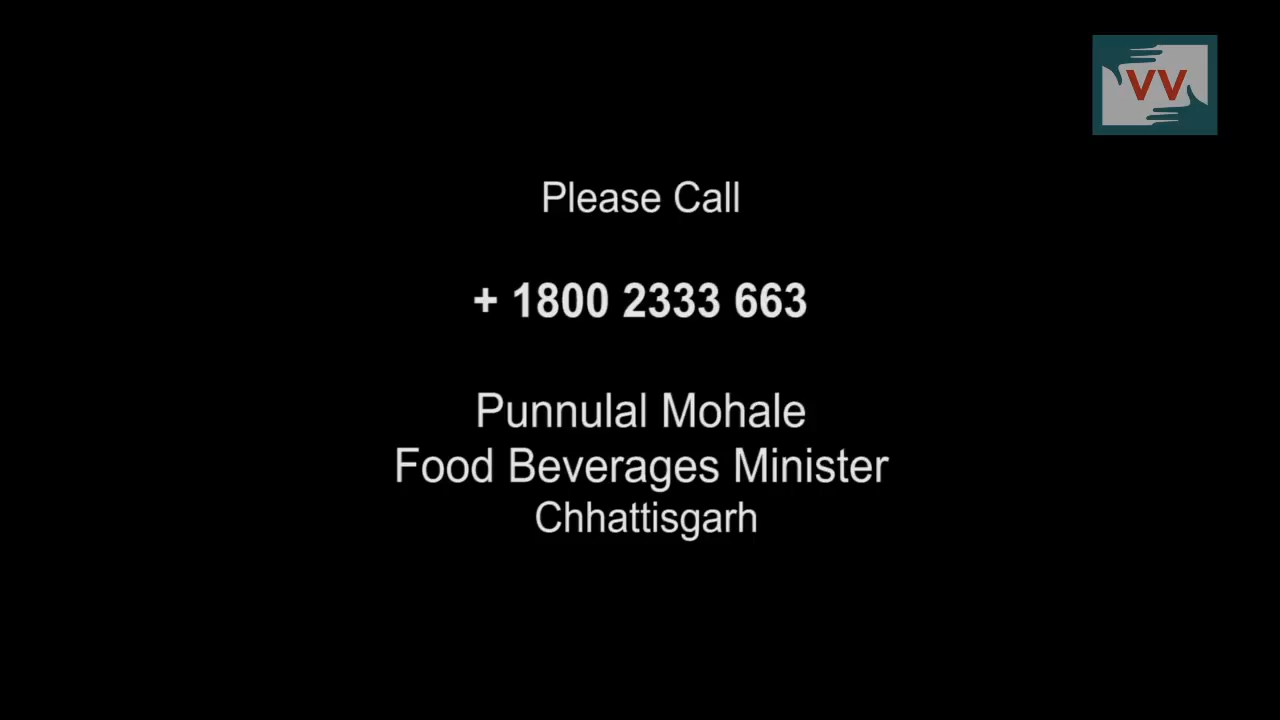 VV
Please Call
+ 1800 2333 663
Punnulal Mohale
Food Beverages Minister
Chhattisgarh